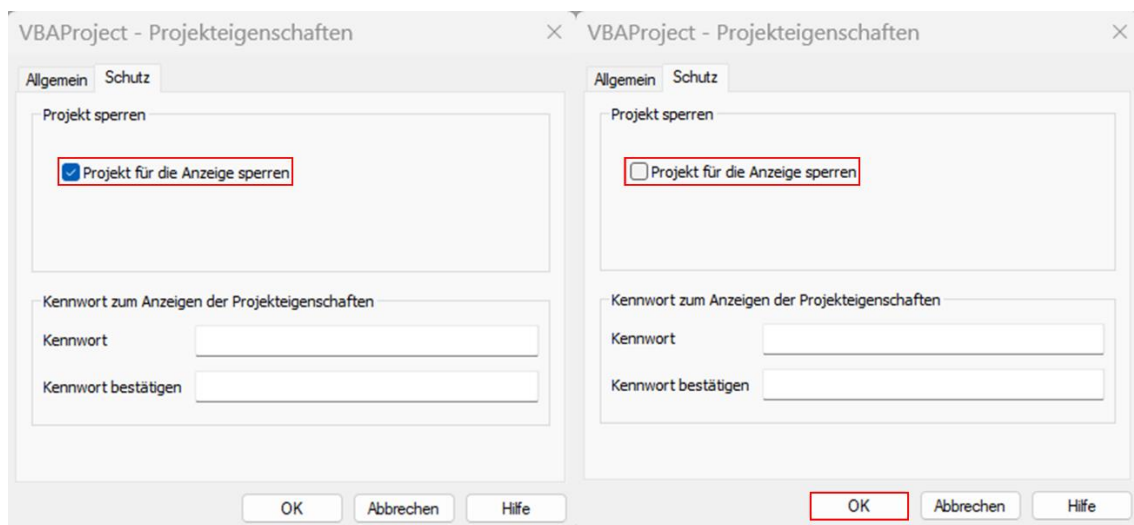 VBAProject - Projekteigenschaften
Allgemein Schutz
Projekt sperren
Projekt für die Anzeige sperren
Kennwort zum Anzeigen der Projekteigenschaften
Kennwort
Kennwort bestätigen
OK Abbrechen Hilfe
VBAProject - Projekteigenschaften
Allgemein Schutz
Projekt sperren
Projekt für die Anzeige sperren
Kennwort zum Anzeigen der Projekteigenschaften
Kennwort
Kennwort bestätigen
OK Abbrechen Hilfe